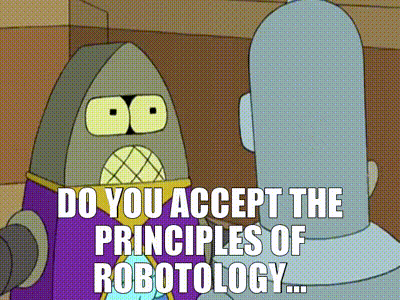 DO YOU ACCEPT THE
PRINCIPLES OF
ROBOTOLOGY...